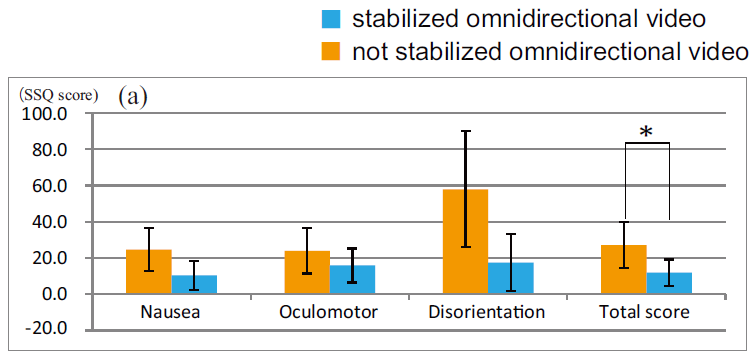 stabilized omnidirectional video
not stabilized omnidirectional video
(SSQ score) (a)
100.0
80.0
60.0
40.0
20.0
0.0
-20.0
*
Nausea Oculomotor Disorientation Total score